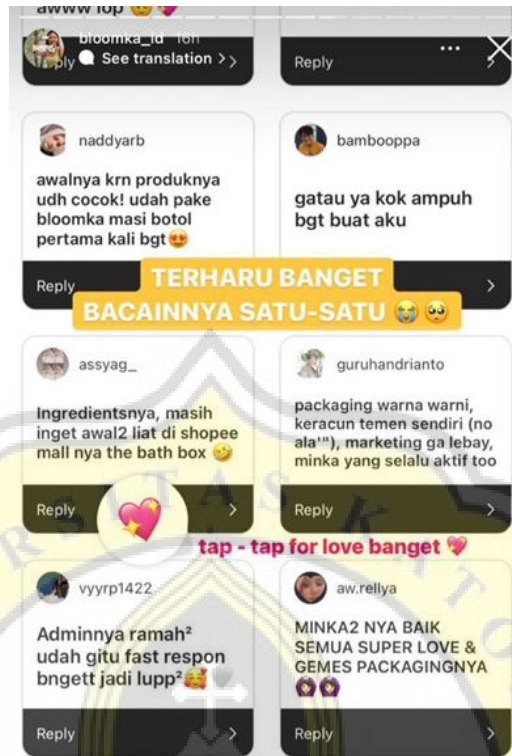 awww lop 🥹💖
bloomka_id 16h
See translation >
Reply
Reply
naddyarb
awalnya krn produknya
udh cocok! udah pake
bloomka masi botol
pertama kali bgt😍
Reply
bambooppa
gatau ya kok ampuh
bgt buat aku
TERHARU BANGET
BACAINNYA SATU-SATU 😭🥺
assyag_
Ingredientsnya, masih
inget awal2 liat di shopee
mall nya the bath box 🤣
Reply
guruhandrianto
packaging warna warni,
keracun temen sendiri (no
ala'"), marketing ga lebay,
minka yang selalu aktif too
Reply
tap - tap for love banget 💖
vyyrp1422
Adminnya ramah²
udah gitu fast respon
bngett jadi lupp²🥰🤍
Reply
aw.rellya
MINKA2 NYA BAIK
SEMUA SUPER LOVE &
GEMES PACKAGINGNYA
🙆🏻‍♀️🙆🏻‍♀️
Reply